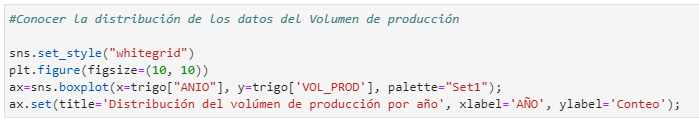 #Conocer la distribución de los datos del Volumen de producción
sns.set_style("whitegrid")
plt.figure(figsize=(10, 10))
ax=sns.boxplot(x=trigo["ANIO"], y=trigo['VOL_PROD'], palette="Set1");
ax.set(title='Distribución del volúmen de producción por año', xlabel='AÑO', ylabel='Conteo');